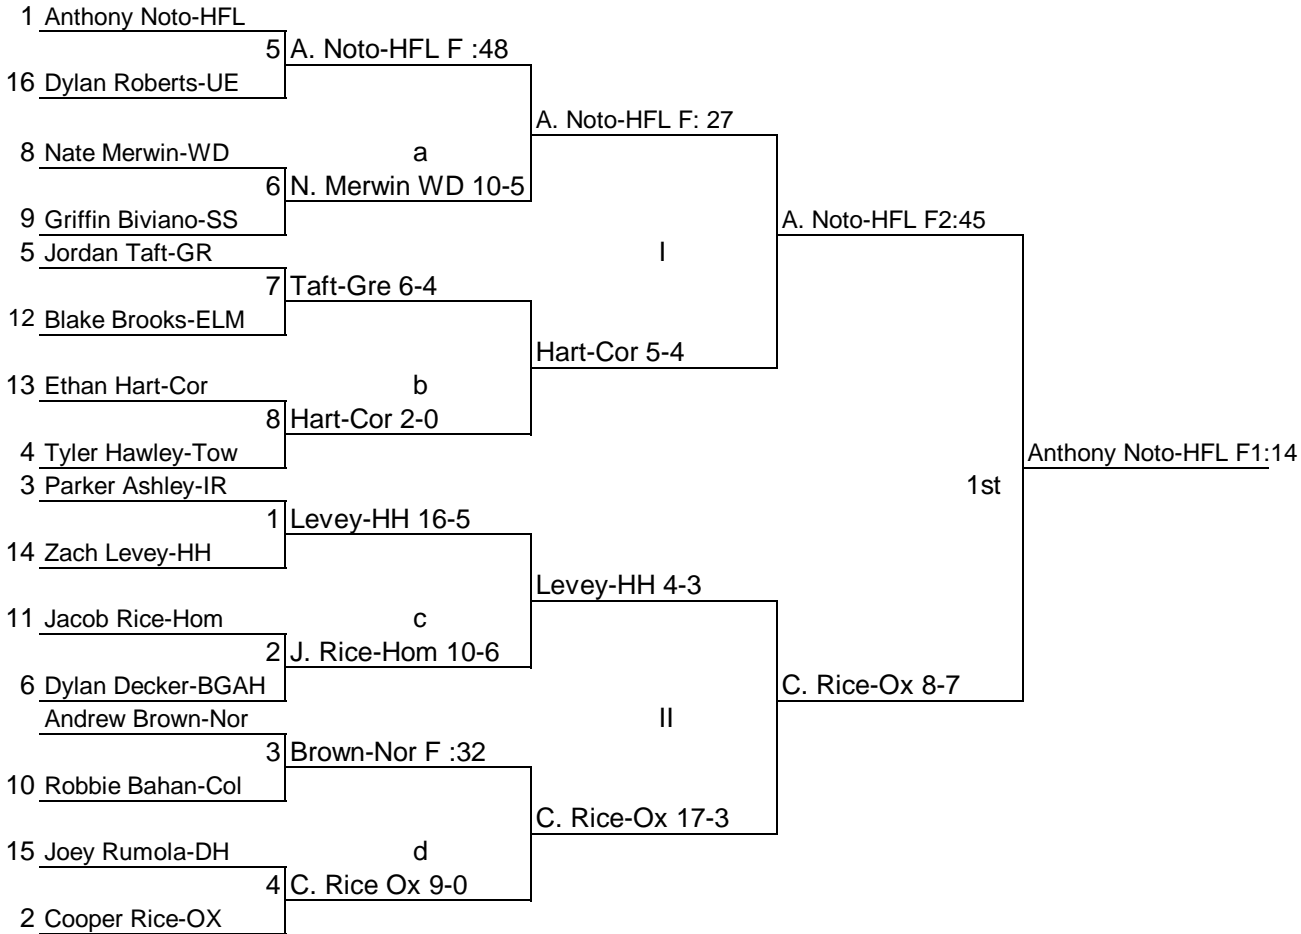 1 Anthony Noto-HFL
5 A. Noto-HFL F :48
16 Dylan Roberts-UE
A. Noto-HFL F: 27
8 Nate Merwin-WD a
6 N. Merwin WD 10-5
9 Griffin Biviano-SS A. Noto-HFL F2:45
5 Jordan Taft-GR I
7 Taft-Gre 6-4
12 Blake Brooks-ELM
Hart-Cor 5-4
13 Ethan Hart-Cor b
8 Hart-Cor 2-0
4 Tyler Hawley-Tow Anthony Noto-HFL F1:14
3 Parker Ashley-IR 1st
1 Levey-HH 16-5
14 Zach Levey-HH
Levey-HH 4-3
11 Jacob Rice-Hom c
2 J. Rice-Hom 10-6
6 Dylan Decker-BGAH C. Rice-Ox 8-7
Andrew Brown-Nor II
3 Brown-Nor F :32
10 Robbie Bahan-Col
C. Rice-Ox 17-3
15 Joey Rumola-DH d
4 C. Rice Ox 9-0
2 Cooper Rice-OX